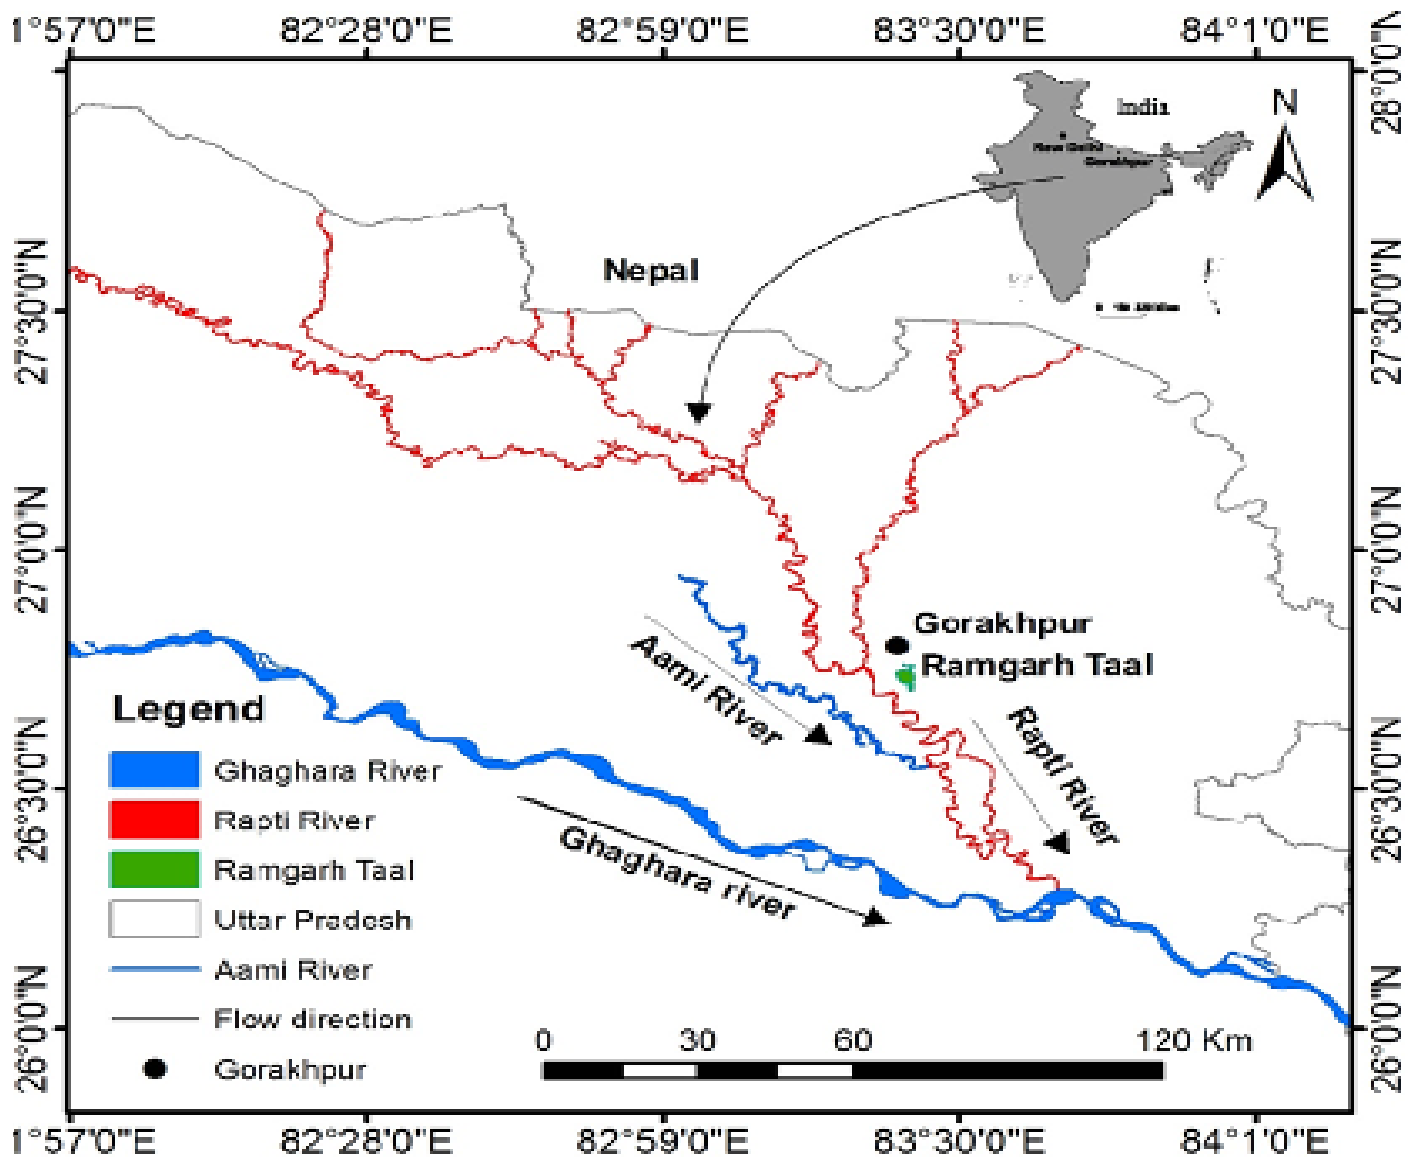 1°57'0"E 82°28'0"E 82°59'0"E 83°30'0"E 84°1'0"E
28°0'0"N
India
N
New Delhi
Gorakhpur
Nepal
27°30'0"N
27°30'0"N
27°0'0"N
27°0'0"N
Gorakhpur
Ramgarh Taal
Aami River
Rapti River
Ghaghara river
Legend
Ghaghara River
Rapti River
Ramgarh Taal
Uttar Pradesh
Aami River
Flow direction
Gorakhpur
26°30'0"N
26°30'0"N
26°0'0"N
26°0'0"N
0 30 60 120 Km
1°57'0"E 82°28'0"E 82°59'0"E 83°30'0"E 84°1'0"E